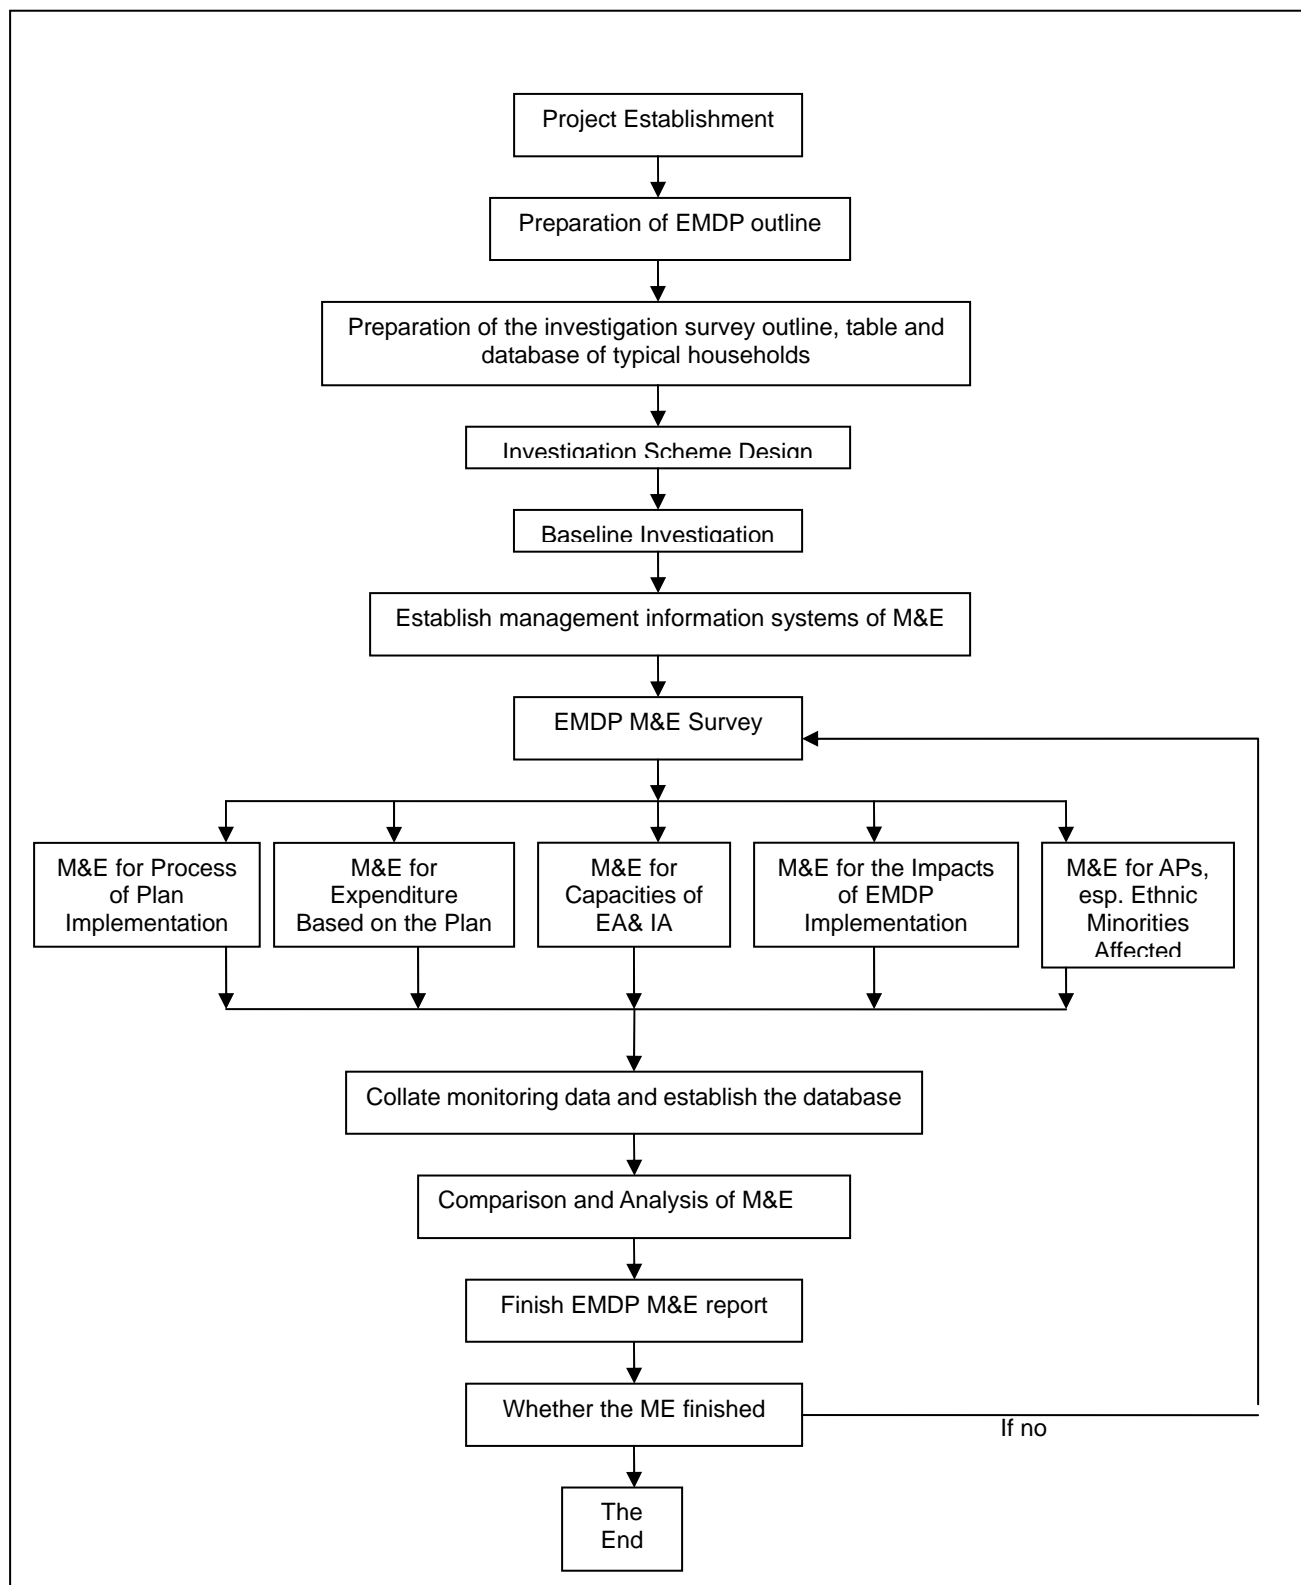 Project Establishment
Preparation of EMDP outline
Preparation of the investigation survey outline, table and
database of typical households
Investigation Scheme Design
Baseline Investigation
Establish management information systems of M&E
EMDP M&E Survey
M&E for Process
of Plan
Implementation
M&E for
Expenditure
Based on the Plan
M&E for
Capacities of
EA& IA
M&E for the Impacts
of EMDP
Implementation
M&E for APs,
esp. Ethnic
Minorities
Affected
Collate monitoring data and establish the database
Comparison and Analysis of M&E
Finish EMDP M&E report
Whether the ME finished
If no
The
End